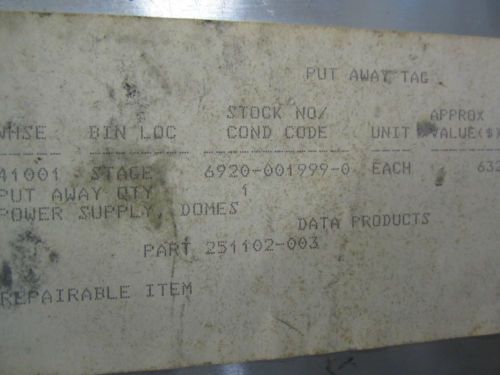 PUT AWAY TAG
STOCK NO/ APPROX
WHSE BIN LOC COND CODE UNIT VALUE($)
41001 STAGE 6920-001999-0 EACH 632
PUT AWAY QTY 1
POWER SUPPLY, DOMES
DATA PRODUCTS
PART 251102-003
REPAIRABLE ITEM